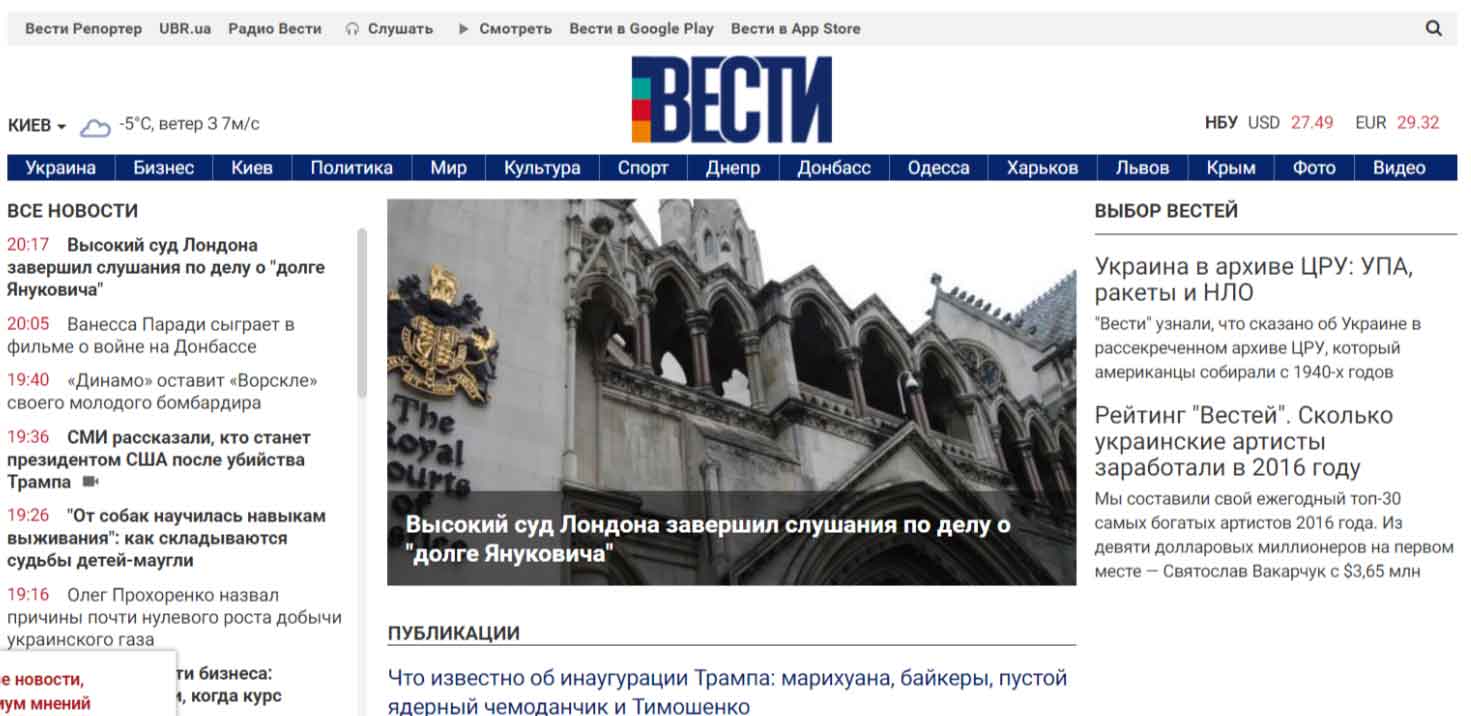 Вести Репортер UBR.ua Радио Вести Слушать Смотреть Вести в Google Play Вести в App Store
ВЕСТИ
КИЕВ -5°C, ветер З 7м/с
НБУ USD 27.49 EUR 29.32
Украина Бизнес Киев Политика Мир Культура Спорт Днепр Донбасс Одесса Харьков Львов Крым Фото Видео
ВСЕ НОВОСТИ
20:17 Высокий суд Лондона
завершил слушания по делу о "долге
Януковича"
20:05 Ванесса Паради сыграет в
фильме о войне на Донбассе
19:40 «Динамо» оставит «Ворскле»
своего молодого бомбардира
19:36 СМИ рассказали, кто станет
президентом США после убийства
Трампа
19:26 "От собак научилась навыкам
выживания": как складываются
судьбы детей-маугли
19:16 Олег Прохоренко назвал
причины почти нулевого роста добычи
украинского газа
ти бизнеса:
и, когда курс
е новости,
иум мнений
The
Royal
ourts
of
Высокий суд Лондона завершил слушания по делу о
"долге Януковича"
ПУБЛИКАЦИИ
Что известно об инаугурации Трампа: марихуана, байкеры, пустой
ядерный чемоданчик и Тимошенко
ВЫБОР ВЕСТЕЙ
Украина в архиве ЦРУ: УПА,
ракеты и НЛО
"Вести" узнали, что сказано об Украине в
рассекреченном архиве ЦРУ, который
американцы собирали с 1940-х годов
Рейтинг "Вестей". Сколько
украинские артисты
заработали в 2016 году
Мы составили свой ежегодный топ-30
самых богатых артистов 2016 года. Из
девяти долларовых миллионеров на первом
месте — Святослав Вакарчук с $3,65 млн